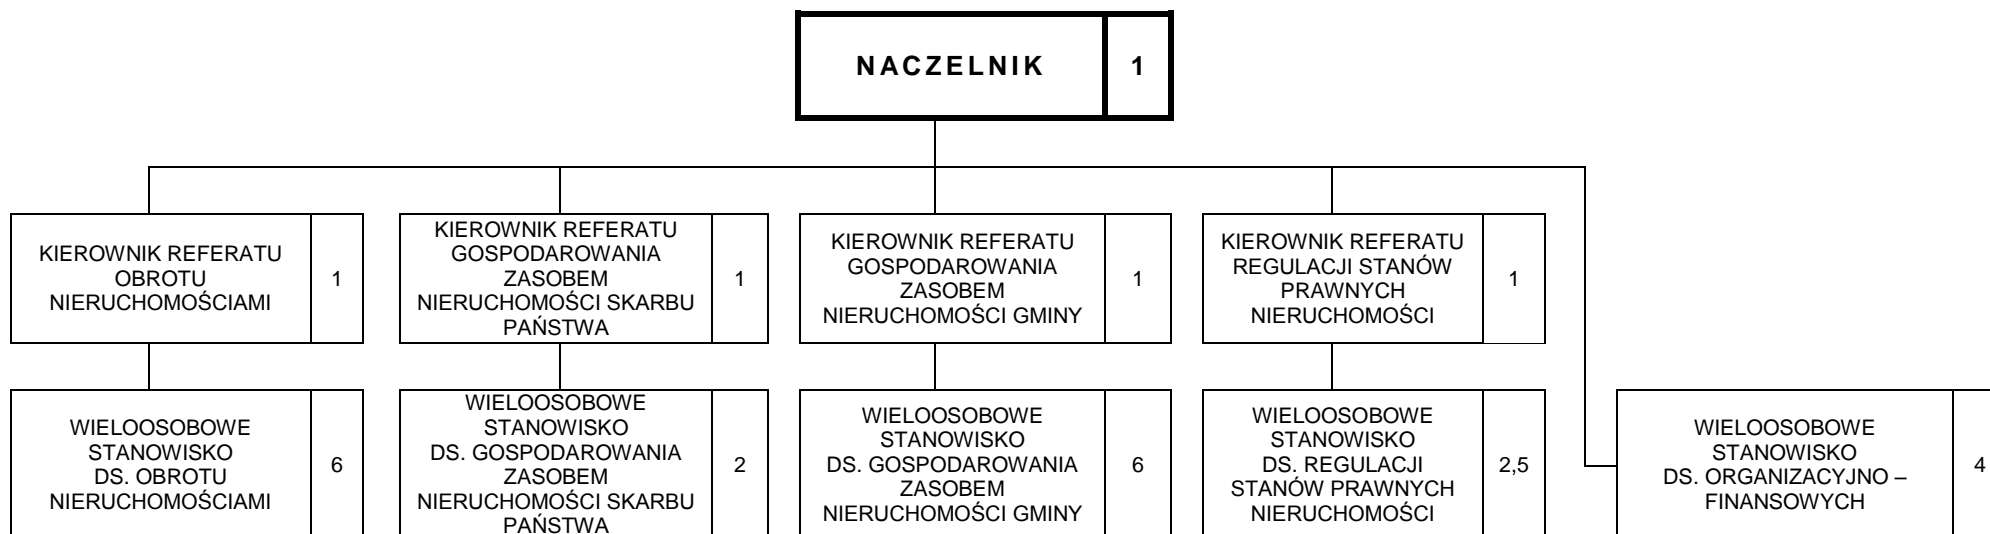 NACZELNIK
1
KIEROWNIK REFERATU
OBROTU
NIERUCHOMOŚCIAMI
1
KIEROWNIK REFERATU
GOSPODAROWANIA
ZASOBEM
NIERUCHOMOŚCI SKARBU
PAŃSTWA
1
KIEROWNIK REFERATU
GOSPODAROWANIA
ZASOBEM
NIERUCHOMOŚCI GMINY
1
KIEROWNIK REFERATU
REGULACJI STANÓW
PRAWNYCH
NIERUCHOMOŚCI
1
WIELOOSOBOWE
STANOWISKO
DS. OBROTU
NIERUCHOMOŚCIAMI
6
WIELOOSOBOWE
STANOWISKO
DS. GOSPODAROWANIA
ZASOBEM
NIERUCHOMOŚCI SKARBU
PAŃSTWA
2
WIELOOSOBOWE
STANOWISKO
DS. GOSPODAROWANIA
ZASOBEM
NIERUCHOMOŚCI GMINY
6
WIELOOSOBOWE
STANOWISKO
DS. REGULACJI
STANÓW PRAWNYCH
NIERUCHOMOŚCI
2,5
WIELOOSOBOWE
STANOWISKO
DS. ORGANIZACYJNO –
FINANSOWYCH
4